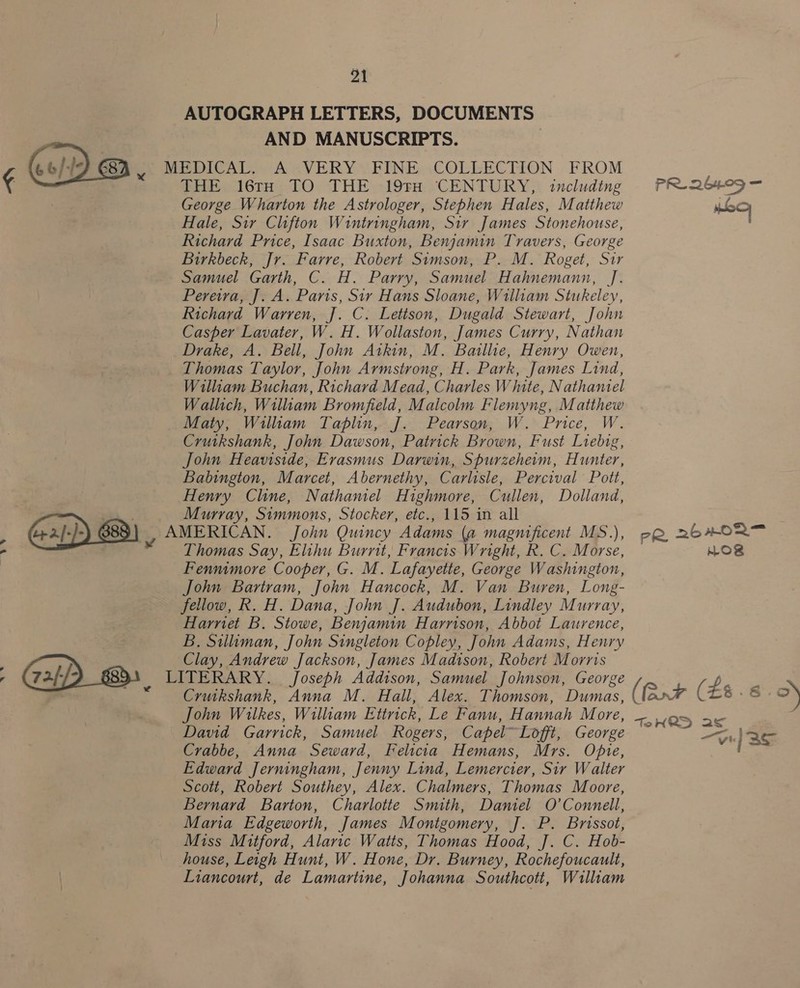 21
AUTOGRAPH LETTERS, DOCUMENTS
AND MANUSCRIPTS.
(66/-/-) 687 MEDICAL. A VERY FINE COLLECTION FROM
THE 16TH TO THE 19TH CENTURY, including
George Wharton the Astrologer, Stephen Hales, Matthew
Hale, Sir Clifton Wintringham, Sir James Stonehouse,
Richard Price, Isaac Buxton, Benjamin Travers, George
Birkbeck, Jr. Farre, Robert Simson, P. M. Roget, Sir
Samuel Garth, C. H. Parry, Samuel Hahnemann, J.
Pereira, J. A. Paris, Sir Hans Sloane, William Stukeley,
Richard Warren, J. C. Lettson, Dugald Stewart, John
Casper Lavater, W. H. Wollaston, James Curry, Nathan
Drake, A. Bell, John Aikin, M. Baillie, Henry Owen,
Thomas Taylor, John Armstrong, H. Park, James Lind,
William Buchan, Richard Mead, Charles White, Nathaniel
Wallich, William Bromfield, Malcolm Flemyng, Matthew
Maty, William Taplin, J. Pearson, W. Price, W.
Cruikshank, John Dawson, Patrick Brown, Fust Liebig,
John Heaviside, Erasmus Darwin, Spurzeheim, Hunter,
Babington, Marcet, Abernethy, Carlisle, Percival Pott,
Henry Cline, Nathaniel Highmore, Cullen, Dolland,
Murray, Simmons, Stocker, etc., 115 in all
688 AMERICAN. John Quincy Adams (a magnificent MS.),
Thomas Say, Elihu Burrit, Francis Wright, R. C. Morse,
Fennimore Cooper, G. M. Lafayette, George Washington,
John Bartram, John Hancock, M. Van Buren, Long-
fellow, R. H. Dana, John J. Audubon, Lindley Murray,
Harriet B. Stowe, Benjamin Harrison, Abbot Laurence,
B. Silliman, John Singleton Copley, John Adams, Henry
Clay, Andrew Jackson, James Madison, Robert Morris
689 LITERARY. Joseph Addison, Samuel Johnson, George
Cruikshank, Anna M. Hall, Alex. Thomson, Dumas,
John Wilkes, William Ettrick, Le Fanu, Hannah More,
David Garrick, Samuel Rogers, Capel Lofft, George
Crabbe, Anna Seward, Felicia Hemans, Mrs. Opie,
Edward Jerningham, Jenny Lind, Lemercier, Sir Walter
Scott, Robert Southey, Alex. Chalmers, Thomas Moore,
Bernard Barton, Charlotte Smith, Daniel O'Connell,
Maria Edgeworth, James Montgomery, J. P. Brissot,
Miss Mitford, Alaric Watts, Thomas Hood, J. C. Hob-
house, Leigh Hunt, W. Hone, Dr. Burney, Rochefoucault,
Liancourt, de Lamartine, Johanna Southcott, William